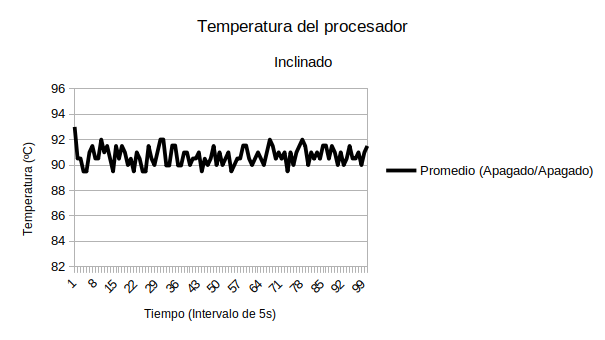 Temperatura del procesador
Inclinado
96
94
92
90
88
86
84
82
Temperatura (ºC)
1 8 15 22 29 36 43 50 57 64 71 78 85 92 99
Tiempo (Intervalo de 5s)
Promedio (Apagado/Apagado)